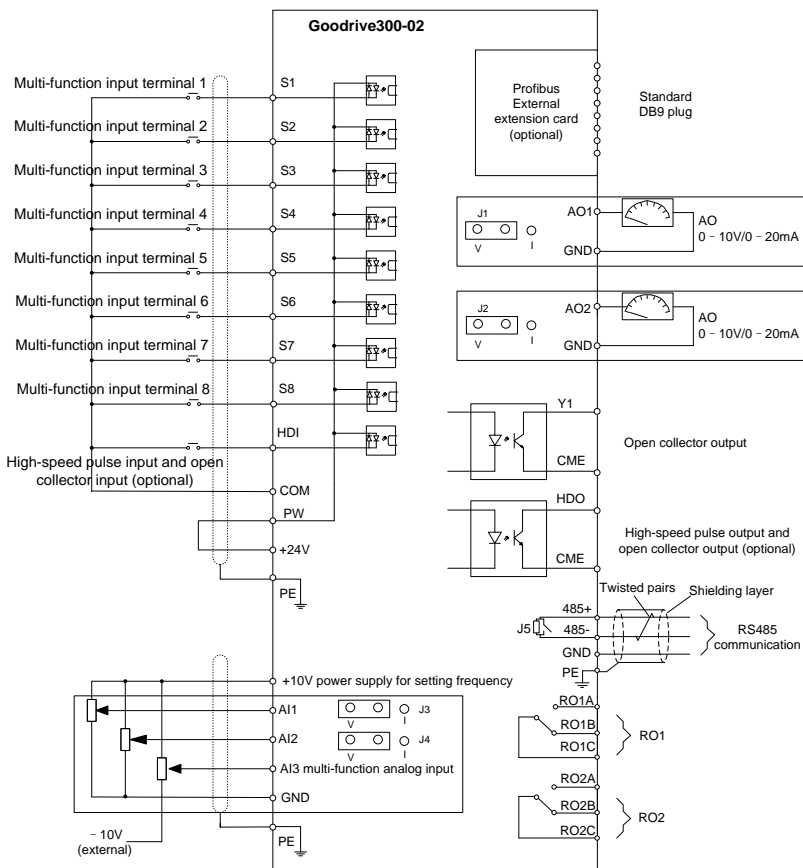 Goodrive300-02
Multi-function input terminal 1
S1
Multi-function input terminal 2
S2
Multi-function input terminal 3
S3
Multi-function input terminal 4
S4
Multi-function input terminal 5
S5
Multi-function input terminal 6
S6
Multi-function input terminal 7
S7
Multi-function input terminal 8
S8
HDI
High-speed pulse input and open
collector input (optional)
COM
PW
+24V
PE
+10V power supply for setting frequency
AI1
AI2
AI3 multi-function analog input
GND
PE
﹣10V
(external)
J3
V
I
J4
V
I
Profibus
External
extension card
(optional)
Standard
DB9 plug
J1
V
I
AO1
GND
AO
0﹣10V/0﹣20mA
J2
V
I
AO2
GND
AO
0﹣10V/0﹣20mA
Y1
CME
Open collector output
HDO
CME
High-speed pulse output and
open collector output (optional)
Twisted pairs
Shielding layer
J5
485+
485-
GND
PE
RS485
communication
RO1A
RO1B
RO1C
RO1
RO2A
RO2B
RO2C
RO2